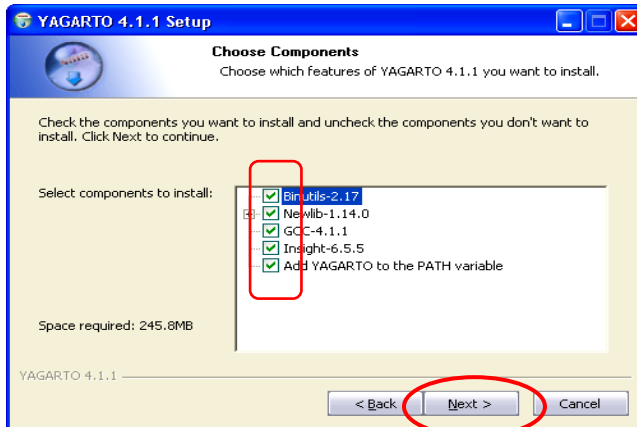 YAGARTO 4.1.1 Setup
Choose Components
Choose which features of YAGARTO 4.1.1 you want to install.
Check the components you want to install and uncheck the components you don't want to
install. Click Next to continue.
Select components to install:
Binutils-2.17
Newlib-1.14.0
GCC-4.1.1
Insight-6.5.5
Add YAGARTO to the PATH variable
Space required: 245.8MB
YAGARTO 4.1.1
< Back
Next >
Cancel